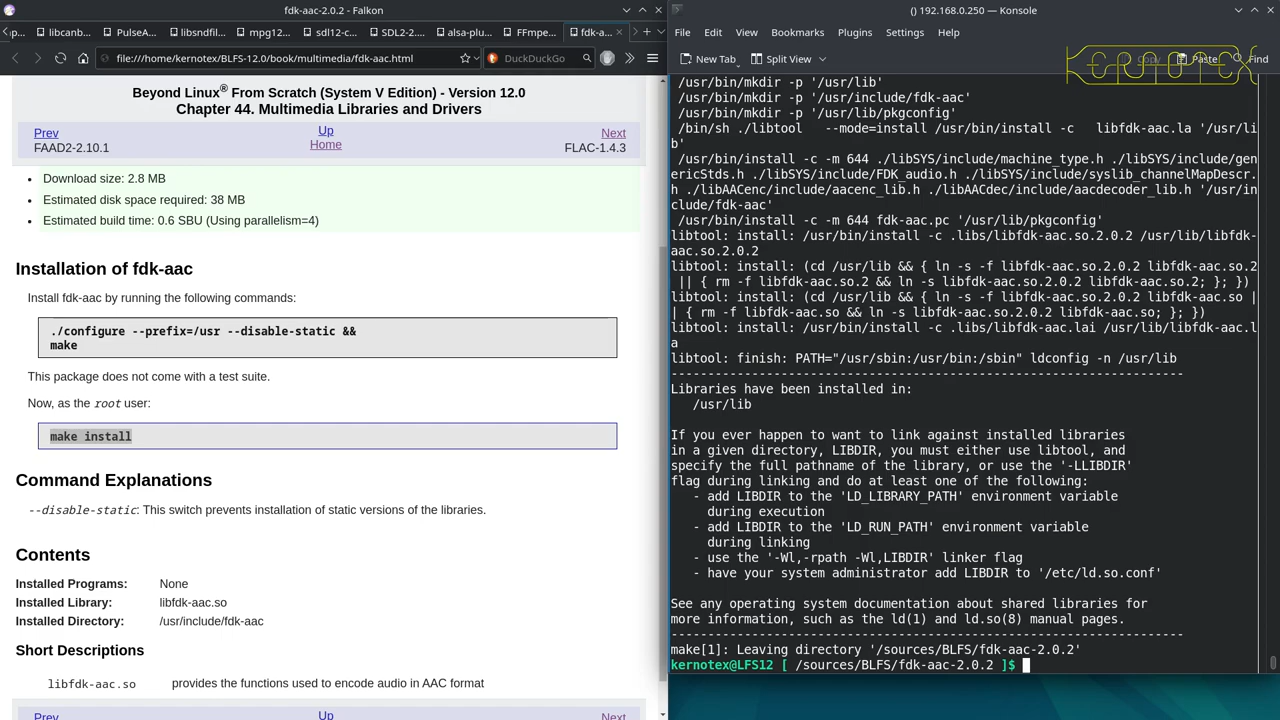 fdk-aac-2.0.2 - Falkon
libcanb...
PulseA...
libsndfil...
mpg12...
sdl12-c...
SDL2-2....
alsa-plu...
FFmpe...
fdk-a...
file:///home/kernotex/BLFS-12.0/book/multimedia/fdk-aac.html
DuckDuckGo
Beyond Linux® From Scratch (System V Edition) - Version 12.0
Chapter 44. Multimedia Libraries and Drivers
Prev
Up
Next
FAAD2-2.10.1
Home
FLAC-1.4.3
• Download size: 2.8 MB
• Estimated disk space required: 38 MB
• Estimated build time: 0.6 SBU (Using parallelism=4)
Installation of fdk-aac
Install fdk-aac by running the following commands:
./configure --prefix=/usr --disable-static &&
make
This package does not come with a test suite.
Now, as the root user:
make install
Command Explanations
--disable-static: This switch prevents installation of static versions of the libraries.
Contents
Installed Programs: None
Installed Library: libfdk-aac.so
Installed Directory: /usr/include/fdk-aac
Short Descriptions
libfdk-aac.so provides the functions used to encode audio in AAC format
Prev
Up
Next
() 192.168.0.250 — Konsole
File Edit View Bookmarks Plugins Settings Help
New Tab Split View Copy Paste Find
KERNOTEX
/usr/bin/mkdir -p '/usr/lib'
/usr/bin/mkdir -p '/usr/include/fdk-aac'
/usr/bin/mkdir -p '/usr/lib/pkgconfig'
/bin/sh ./libtool --mode=install /usr/bin/install -c libfdk-aac.la '/usr/li
b'
/usr/bin/install -c -m 644 ./libSYS/include/machine_type.h ./libSYS/include/gen
ericStds.h ./libSYS/include/FDK_audio.h ./libSYS/include/syslib_channelMapDescr.
h ./libAACenc/include/aacenc_lib.h ./libAACdec/include/aacdecoder_lib.h '/usr/in
clude/fdk-aac'
/usr/bin/install -c -m 644 fdk-aac.pc '/usr/lib/pkgconfig'
libtool: install: /usr/bin/install -c .libs/libfdk-aac.so.2.0.2 /usr/lib/libfdk-
aac.so.2.0.2
libtool: install: (cd /usr/lib && { ln -s -f libfdk-aac.so.2.0.2 libfdk-aac.so.2
|| { rm -f libfdk-aac.so.2 && ln -s libfdk-aac.so.2.0.2 libfdk-aac.so.2; }; })
libtool: install: (cd /usr/lib && { ln -s -f libfdk-aac.so.2.0.2 libfdk-aac.so |
| { rm -f libfdk-aac.so && ln -s libfdk-aac.so.2.0.2 libfdk-aac.so; }; })
libtool: install: /usr/bin/install -c .libs/libfdk-aac.lai /usr/lib/libfdk-aac.l
a
libtool: finish: PATH="/usr/sbin:/usr/bin:/sbin" ldconfig -n /usr/lib
----------------------------------------------------------------------
Libraries have been installed in:
/usr/lib
If you ever happen to want to link against installed libraries
in a given directory, LIBDIR, you must either use libtool, and
specify the full pathname of the library, or use the '-LLIBDIR'
flag during linking and do at least one of the following:
- add LIBDIR to the 'LD_LIBRARY_PATH' environment variable
during execution
- add LIBDIR to the 'LD_RUN_PATH' environment variable
during linking
- use the '-Wl,-rpath -Wl,LIBDIR' linker flag
- have your system administrator add LIBDIR to '/etc/ld.so.conf'
See any operating system documentation about shared libraries for
more information, such as the ld(1) and ld.so(8) manual pages.
----------------------------------------------------------------------
make[1]: Leaving directory '/sources/BLFS/fdk-aac-2.0.2'
kernotex@LFS12 [ /sources/BLFS/fdk-aac-2.0.2 ]$